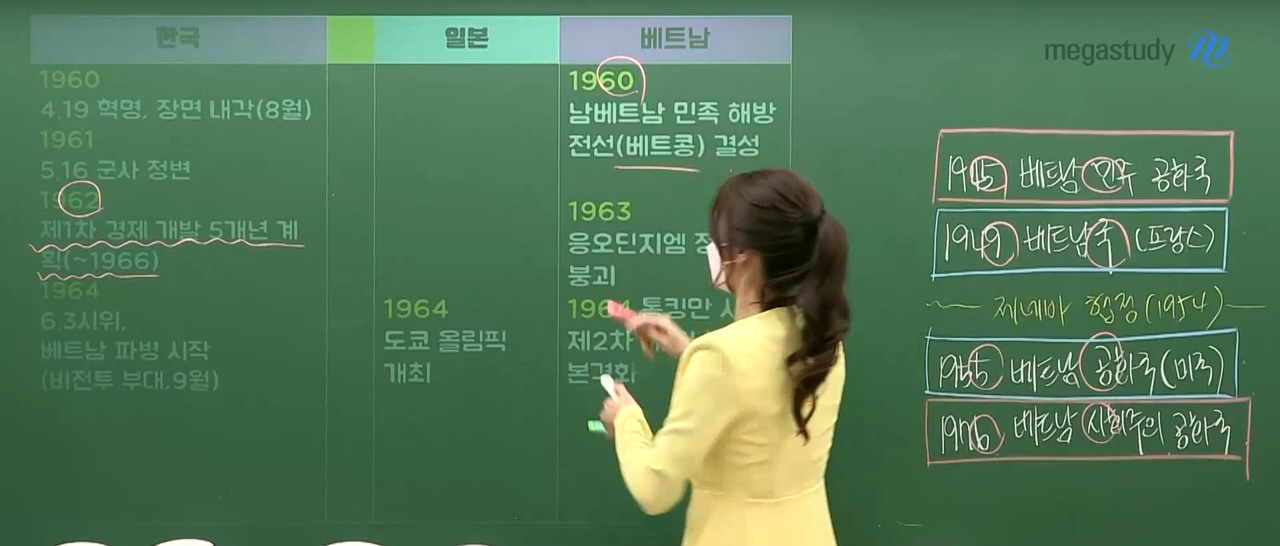 한국
1960
4.19 혁명, 장면 내각(8월)
1961
5.16 군사 정변
1962
제1차 경제 개발 5개년 계
획(~1966)
1964
6.3시위,
베트남 파병 시작
(비전투 부대,9월)
일본
1964
도쿄 올림픽
개최
베트남
1960
남베트남 민족 해방
전선(베트콩) 결성
1963
응오딘지엠
붕괴
1964 통킹만
제2차
본격화
megastudy
1945 베트남 민주 공화국
1949 베트남국 (프랑스)
제네바 협정(1954)
1955 베트남 공화국(미국)
1976 베트남 사회주의 공화국